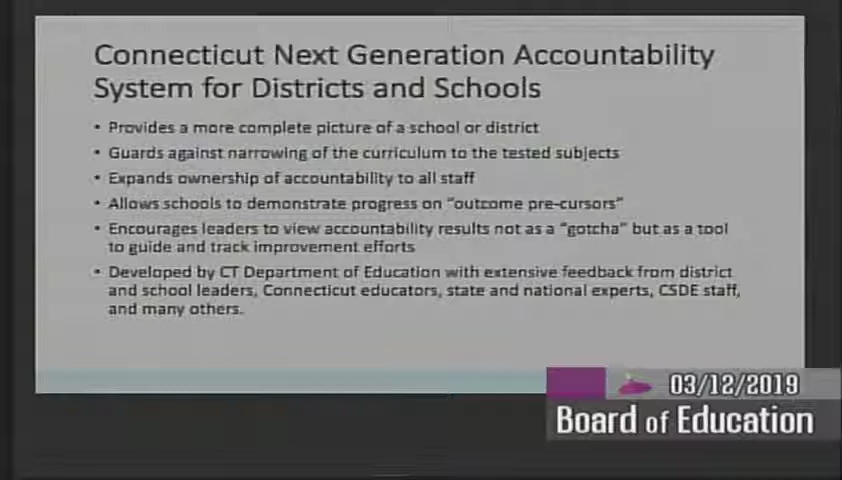 Connecticut Next Generation Accountability
System for Districts and Schools
• Provides a more complete picture of a school or district
• Guards against narrowing of the curriculum to the tested subjects
• Expands ownership of accountability to all staff
• Allows schools to demonstrate progress on “outcome pre-cursors”
• Encourages leaders to view accountability results not as a “gotcha” but as a tool
to guide and track improvement efforts
• Developed by CT Department of Education with extensive feedback from district
and school leaders, Connecticut educators, state and national experts, CSDE staff,
and many others.
03/12/2019
Board of Education